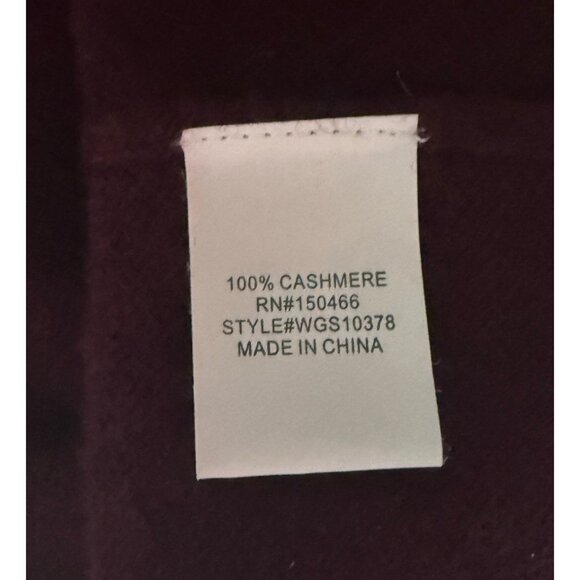 100% CASHMERE
RN#150466
STYLE#WGS10378
MADE IN CHINA